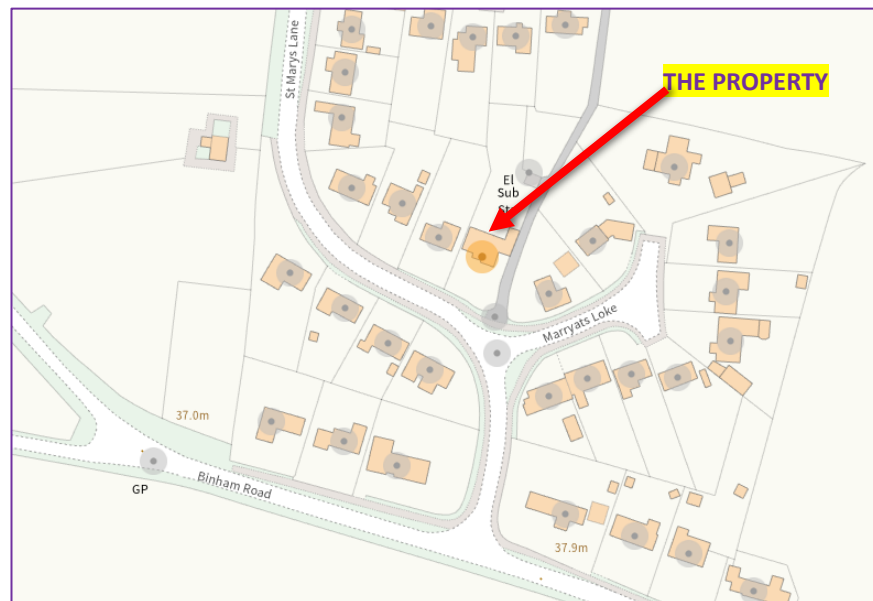 St Marys Lane
THE PROPERTY
El
Sub
Marryats Loke
37.0m
GP
Binham Road
37.9m